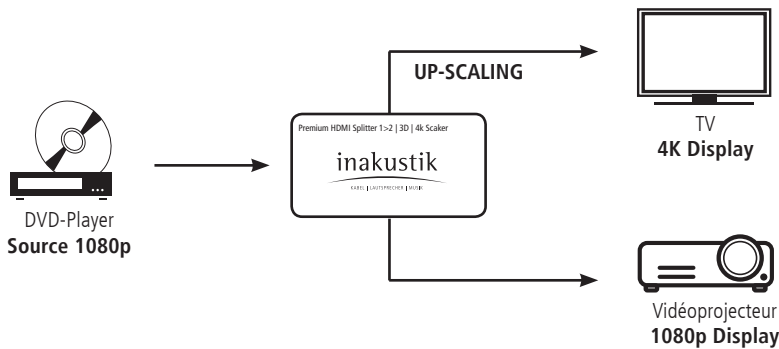 UP-SCALING
Premium HDMI Splitter 1>2 | 3D | 4k Scaker
inakustik
KABEL | LAUTSPRECHER | MUSIK
TV
4K Display
DVD-Player
Source 1080p
Vidéoprojecteur
1080p Display